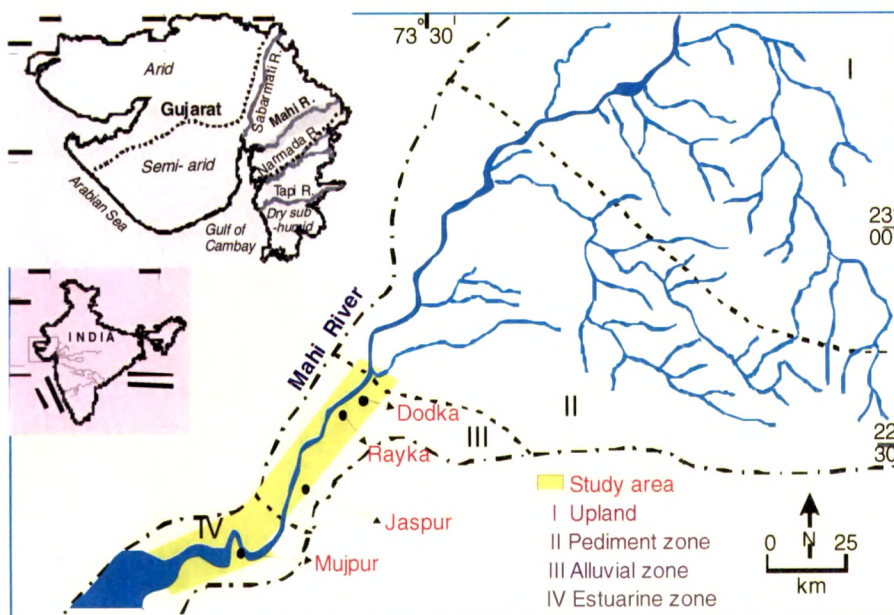 73° 30'
Arid
Gujarat
Sabarmati R.
Mahi R.
Narmada R.
Semi- arid
Tapi R.
Dry sub
-humid
Arabian Sea
Gulf of
Cambay
INDIA
Mahi River
I
23
00
II
III
22
30
IV
Dodka
Rayka
Jaspur
Mujpur
Study area
I Upland
II Pediment zone
III Alluvial zone
IV Estuarine zone
N
0 25
km